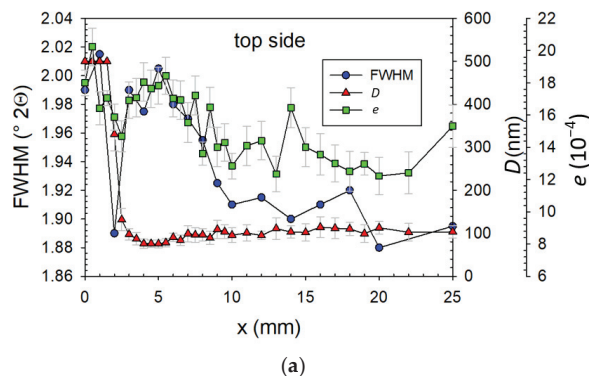 top side
FWHM
D
e
2.04
2.02
2.00
1.98
1.96
1.94
1.92
1.90
1.88
1.86
FWHM (° 2Θ)
0 5 10 15 20 25
x (mm)
600
500
400
300
200
100
0
D (nm)
22
20
18
16
14
12
10
8
6
e (10⁻⁴)
(a)